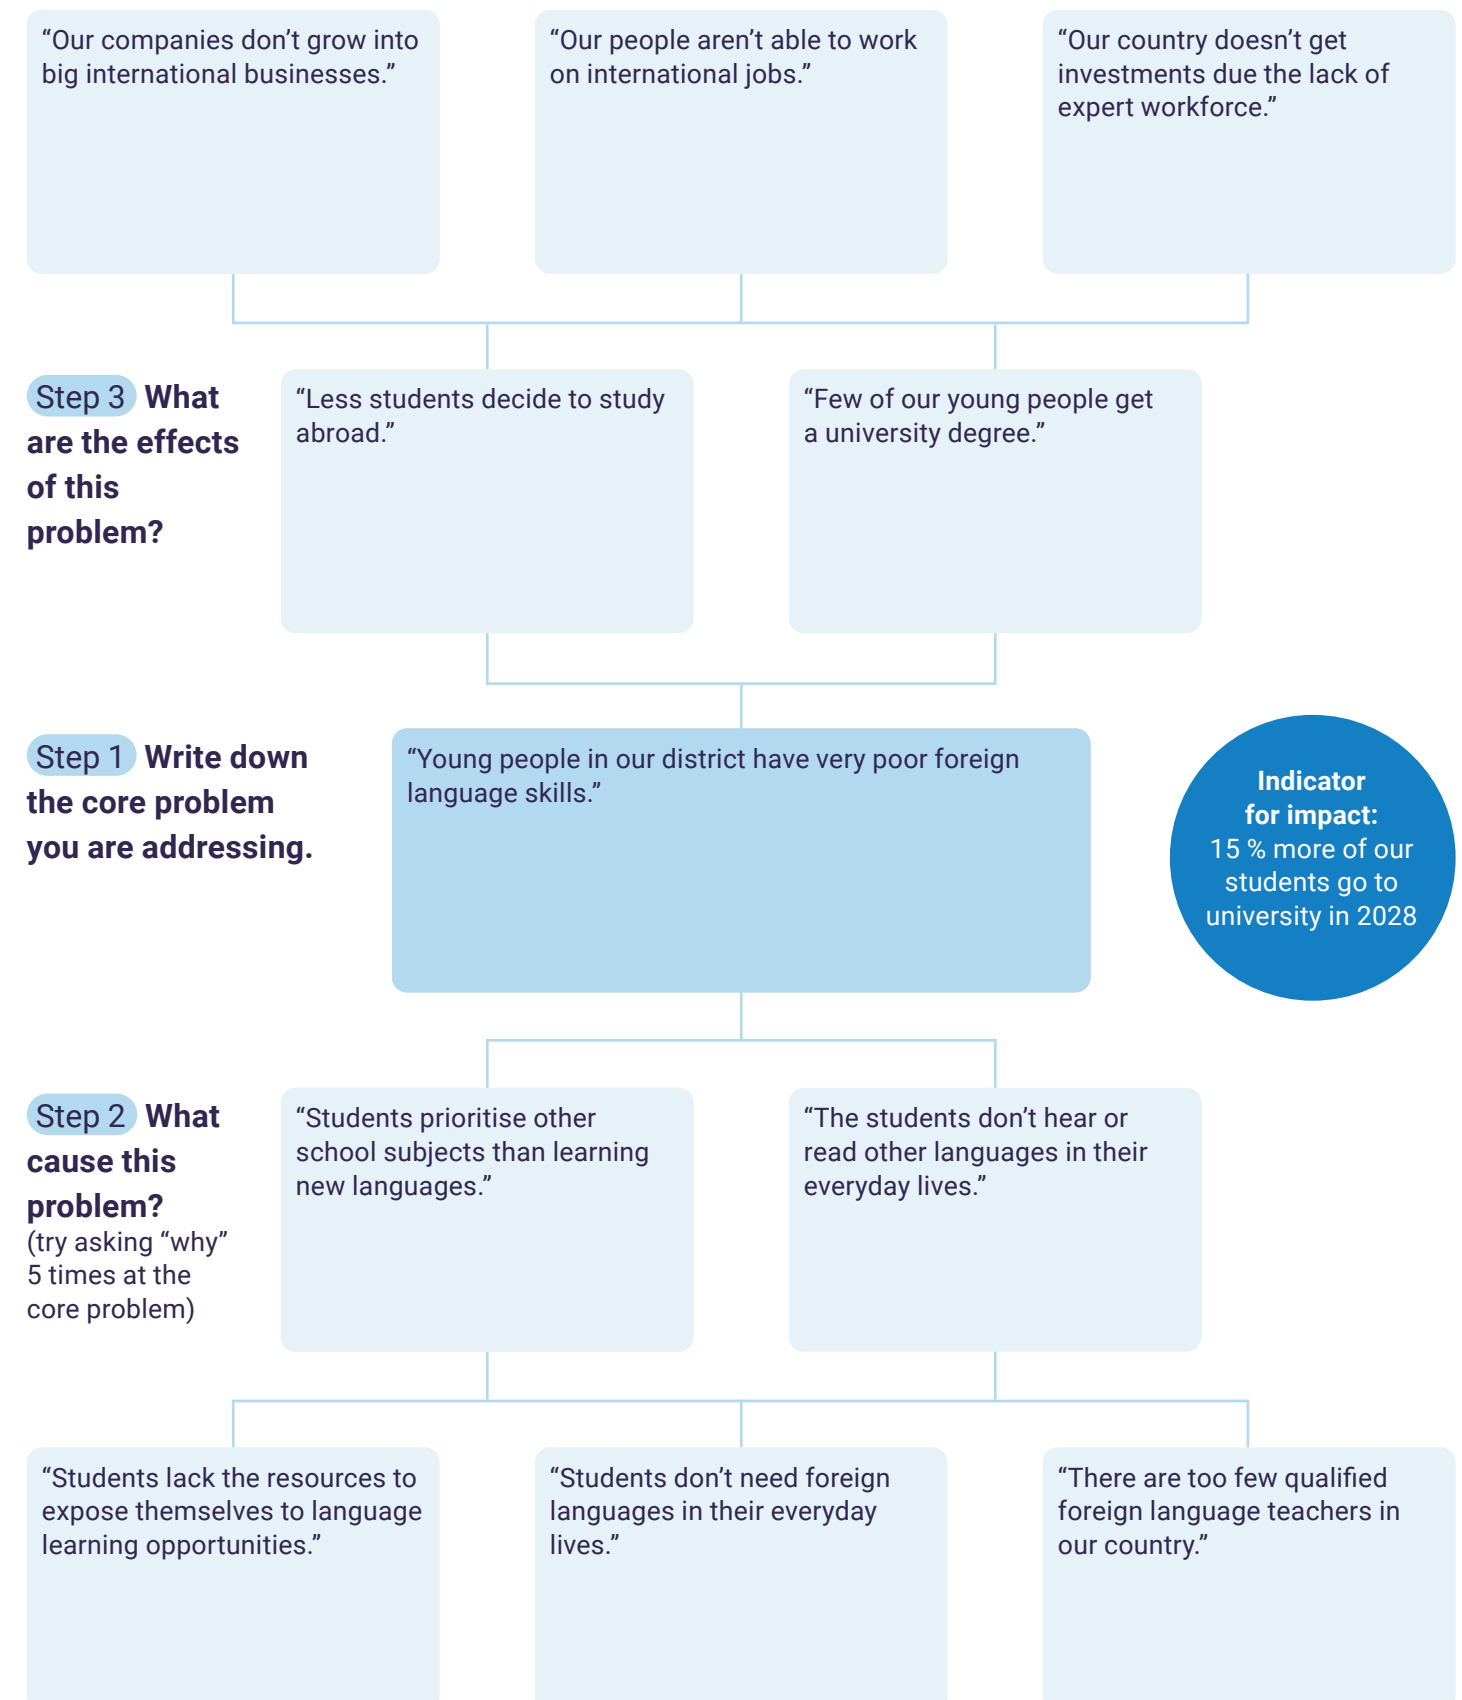 “Our companies don’t grow into
big international businesses.”
“Our people aren’t able to work
on international jobs.”
“Our country doesn’t get
investments due the lack of
expert workforce.”
Step 3 What
are the effects
of this
problem?
“Less students decide to study
abroad.”
“Few of our young people get
a university degree.”
Step 1 Write down
the core problem
you are addressing.
“Young people in our district have very poor foreign
language skills.”
Indicator
for impact:
15 % more of our
students go to
university in 2028
Step 2 What
cause this
problem?
(try asking “why”
5 times at the
core problem)
“Students prioritise other
school subjects than learning
new languages.”
“The students don’t hear or
read other languages in their
everyday lives.”
“Students lack the resources to
expose themselves to language
learning opportunities.”
“Students don’t need foreign
languages in their everyday
lives.”
“There are too few qualified
foreign language teachers in
our country.”